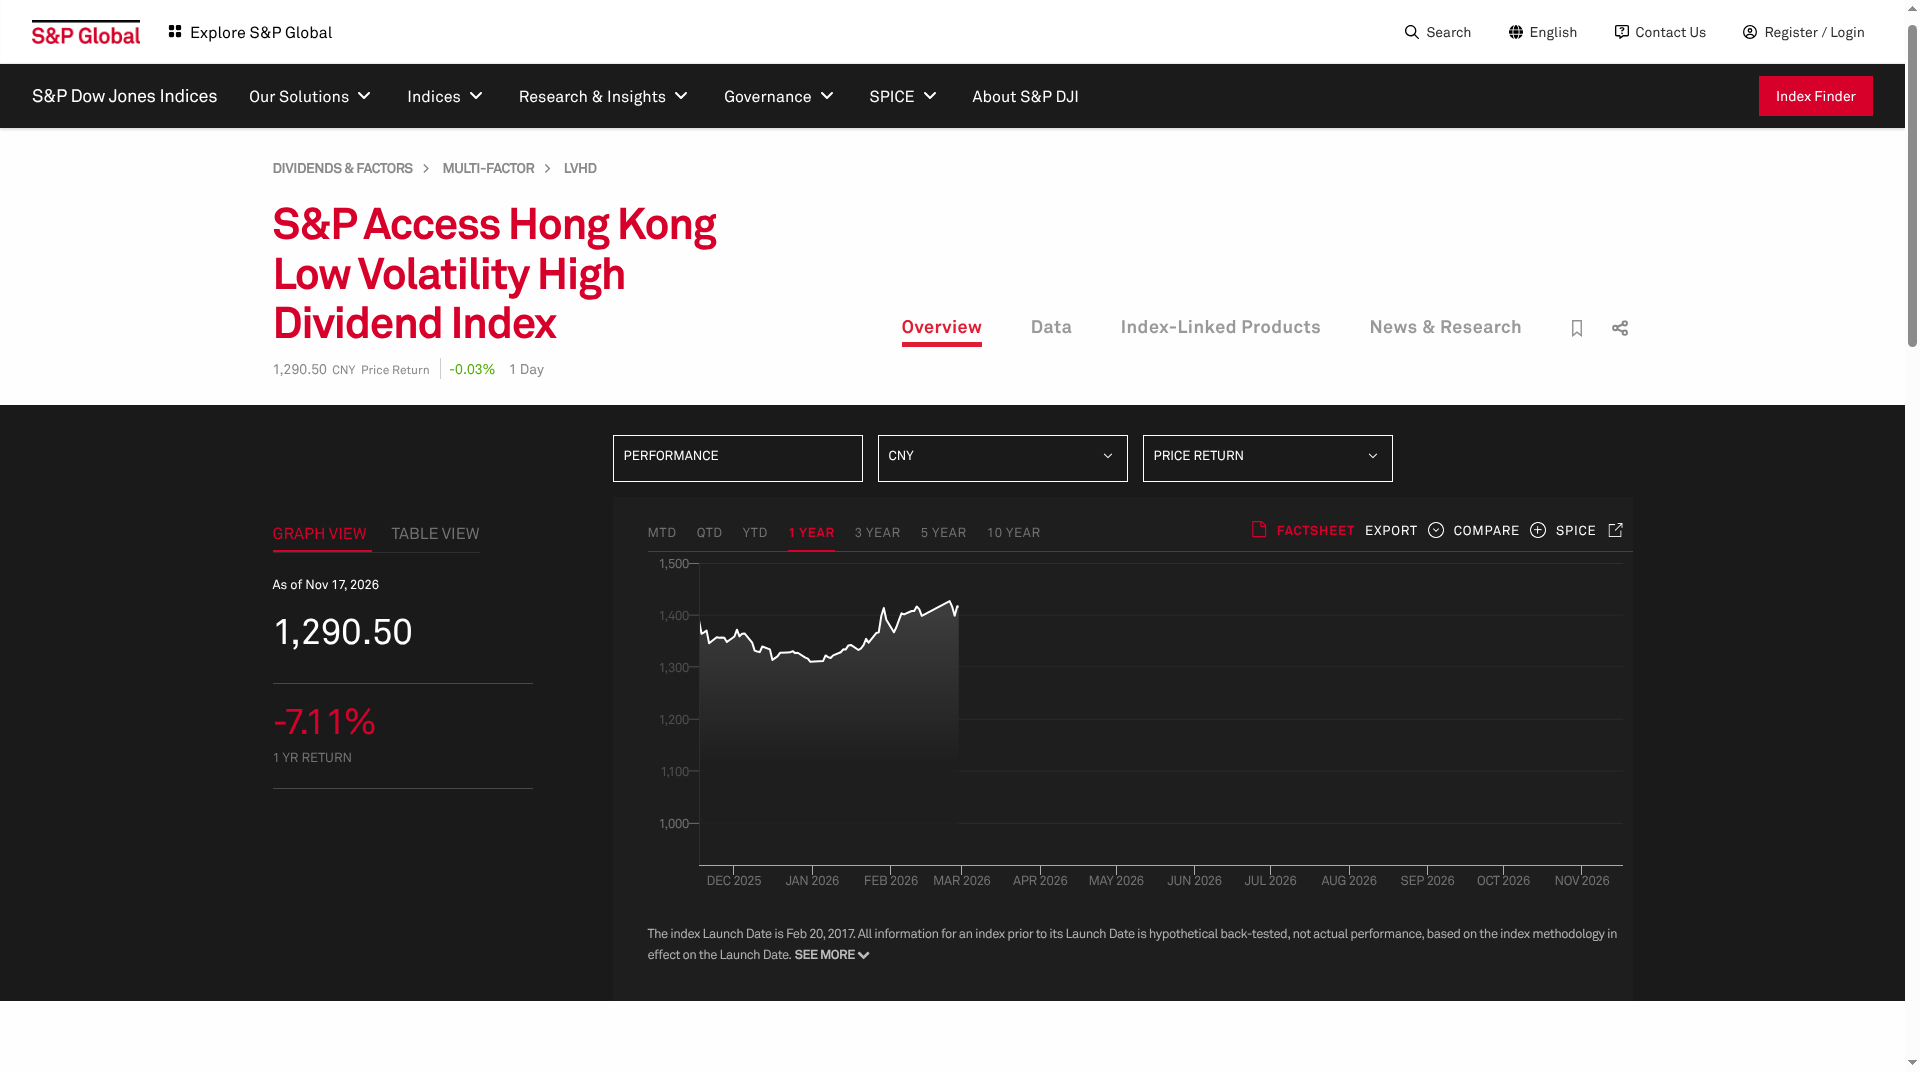 S&P Global
Explore S&P Global
Search
English
Contact Us
Register / Login
S&P Dow Jones Indices
Our Solutions
Indices
Research & Insights
Governance
SPICE
About S&P DJI
Index Finder
DIVIDENDS & FACTORS
MULTI-FACTOR
LVHD
S&P Access Hong Kong
Low Volatility High
Dividend Index
1,290.50 CNY Price Return
-0.03% 1 Day
Overview
Data
Index-Linked Products
News & Research
PERFORMANCE
CNY
PRICE RETURN
GRAPH VIEW
TABLE VIEW
As of Nov 17, 2026
1,290.50
-7.11%
1 YR RETURN
MTD
QTD
YTD
1 YEAR
3 YEAR
5 YEAR
10 YEAR
FACTSHEET
EXPORT
COMPARE
SPICE
1,500
1,400
1,300
1,200
1,100
1,000
DEC 2025
JAN 2026
FEB 2026
MAR 2026
APR 2026
MAY 2026
JUN 2026
JUL 2026
AUG 2026
SEP 2026
OCT 2026
NOV 2026
The index Launch Date is Feb 20, 2017. All information for an index prior to its Launch Date is hypothetical back-tested, not actual performance, based on the index methodology in
effect on the Launch Date. SEE MORE